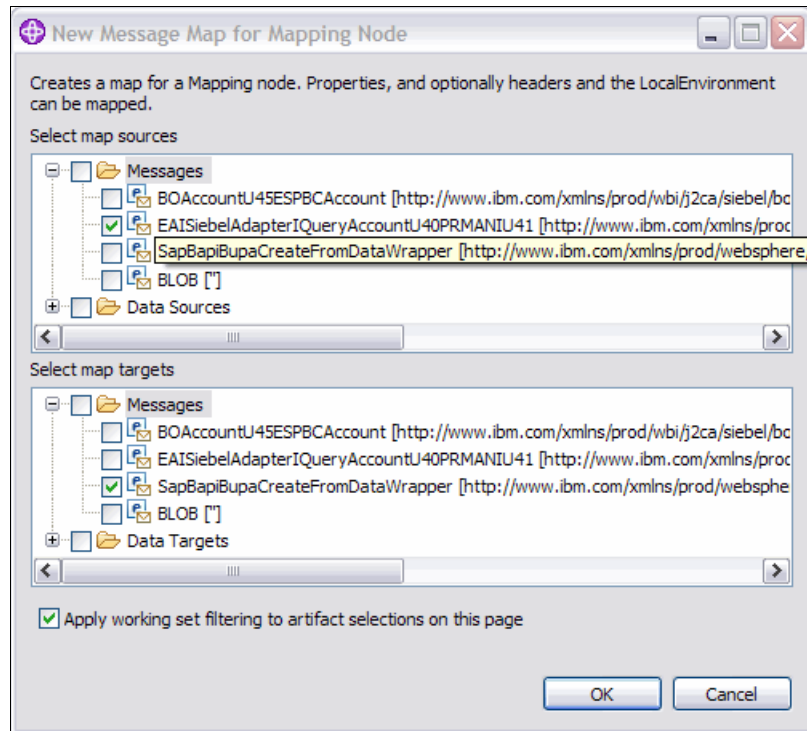 New Message Map for Mapping Node
Creates a map for a Mapping node. Properties, and optionally headers and the LocalEnvironment
can be mapped.
Select map sources
Messages
BOAccountU45ESPBCAccount [http://www.ibm.com/xmlns/prod/wbi/j2ca/siebel/bo
EAISiebelAdapterIQueryAccountU40PRMANIU41 [http://www.ibm.com/xmlns/proc
SapBapiBupaCreateFromDataWrapper [http://www.ibm.com/xmlns/prod/websphere,
BLOB ['']
Data Sources
Select map targets
Messages
BOAccountU45ESPBCAccount [http://www.ibm.com/xmlns/prod/wbi/j2ca/siebel/bo
EAISiebelAdapterIQueryAccountU40PRMANIU41 [http://www.ibm.com/xmlns/proc
SapBapiBupaCreateFromDataWrapper [http://www.ibm.com/xmlns/prod/websphe
BLOB ['']
Data Targets
Apply working set filtering to artifact selections on this page
OK
Cancel